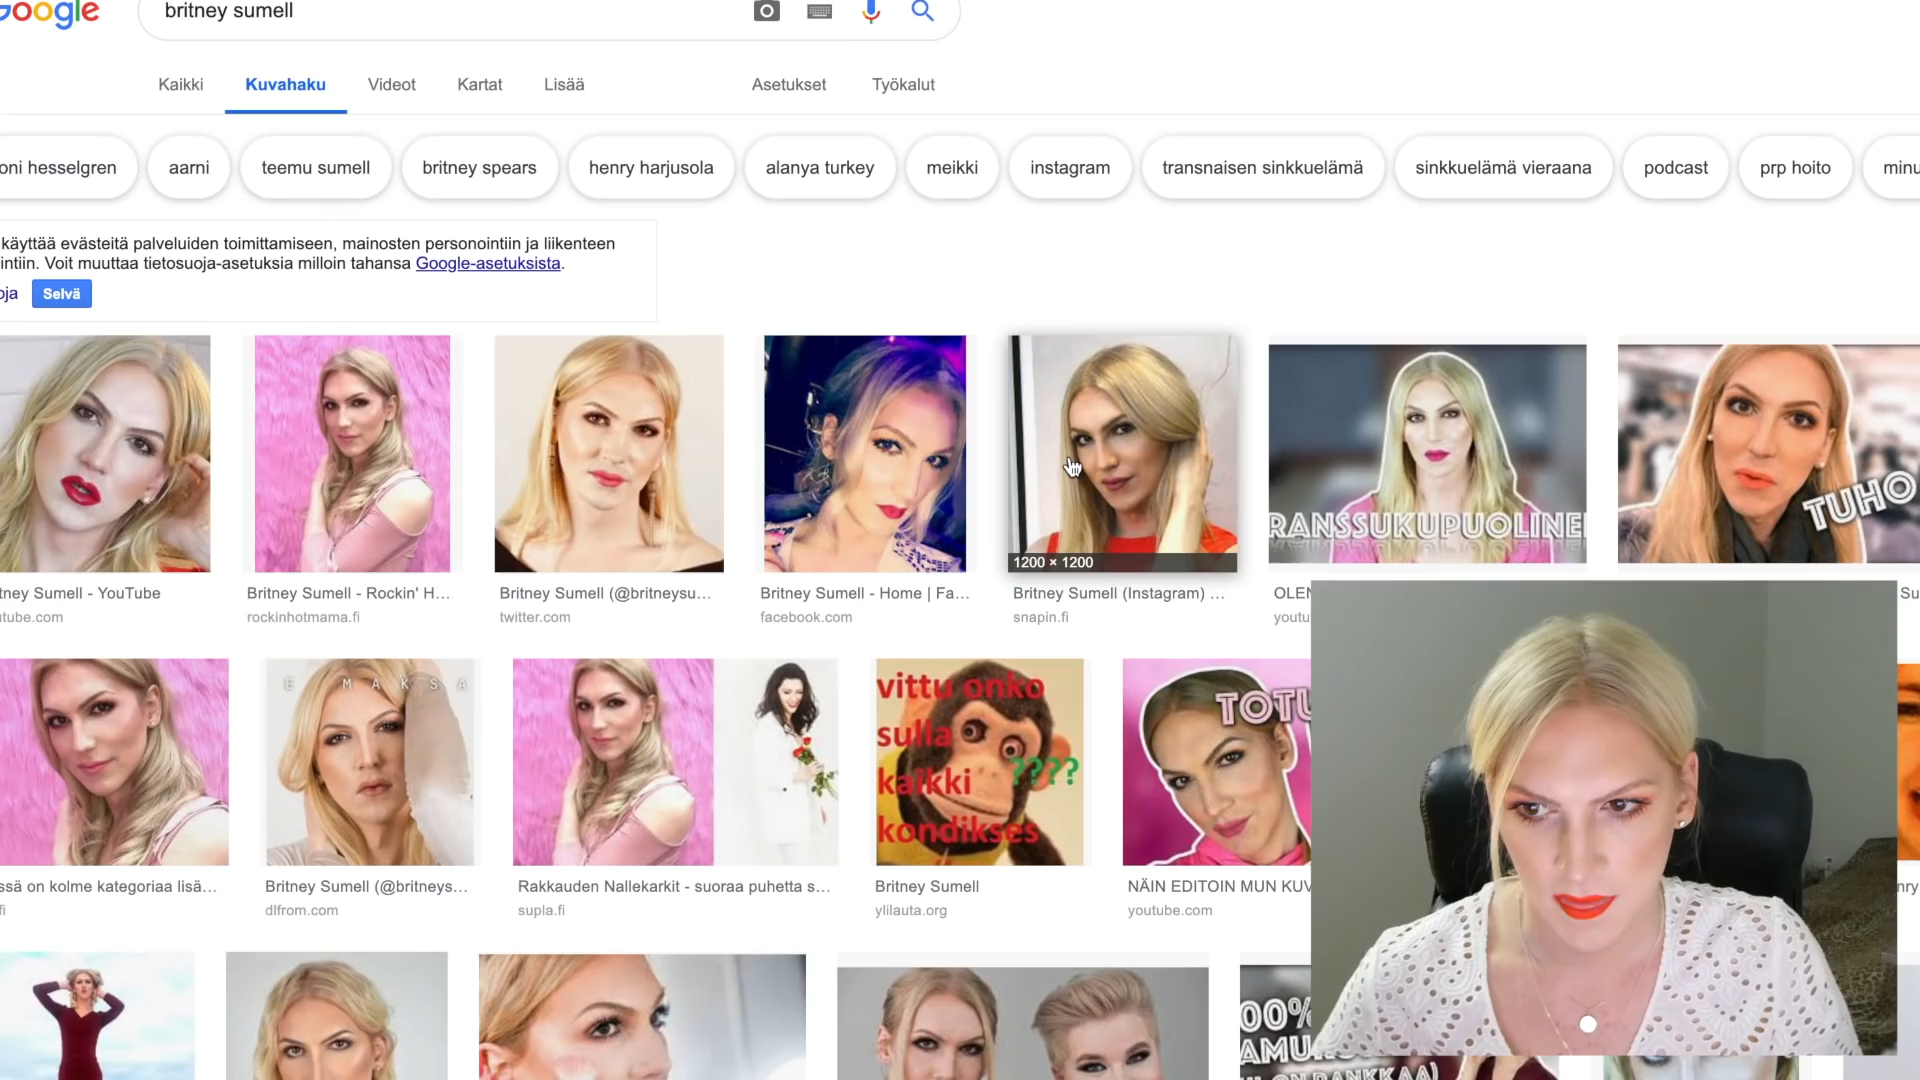 Google
britney sumell
Kaikki Kuvahaku Videot Kartat Lisää Asetukset Työkalut
oni hesselgren aarni teemu sumell britney spears henry harjusola alanya turkey meikki instagram transnaisen sinkkuelämä sinkkuelämä vieraana podcast prp hoito minu
käyttää evästeitä palveluiden toimittamiseen, mainosten personointiin ja liikenteen
intiin. Voit muuttaa tietosuoja-asetuksia milloin tahansa Google-asetuksista.
oja Selvä
1200 × 1200
RANSSUKUPUOLINE
TUHO
tney Sumell - YouTube
utube.com
Britney Sumell - Rockin' H...
rockinhotmama.fi
Britney Sumell (@britneysu...
twitter.com
Britney Sumell - Home | Fa...
facebook.com
Britney Sumell (Instagram) ...
snapin.fi
OLEN
youtu
Su
E MAKSA
vittu onko
sulla
kaikki
????
kondikses
TOTU
ssä on kolme kategoriaa lisä...
fi
Britney Sumell (@britneys...
dlfrom.com
Rakkauden Nallekarkit - suoraa puhetta s...
supla.fi
Britney Sumell
ylilauta.org
NÄIN EDITOIN MUN KUV
youtube.com
nry
00%
AMU